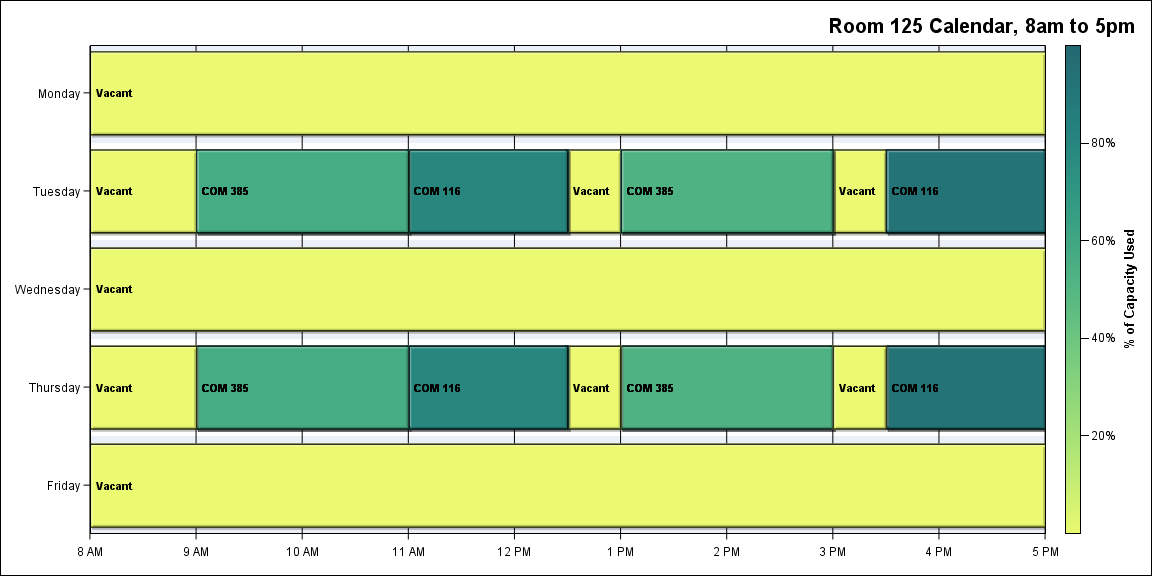 Room 125 Calendar, 8am to 5pm
Monday
Vacant
Tuesday
Vacant
COM 385
COM 116
Vacant
COM 385
Vacant
COM 116
Wednesday
Vacant
Thursday
Vacant
COM 385
COM 116
Vacant
COM 385
Vacant
COM 116
Friday
Vacant
8 AM
9 AM
10 AM
11 AM
12 PM
1 PM
2 PM
3 PM
4 PM
5 PM
80%
60%
40%
20%
% of Capacity Used